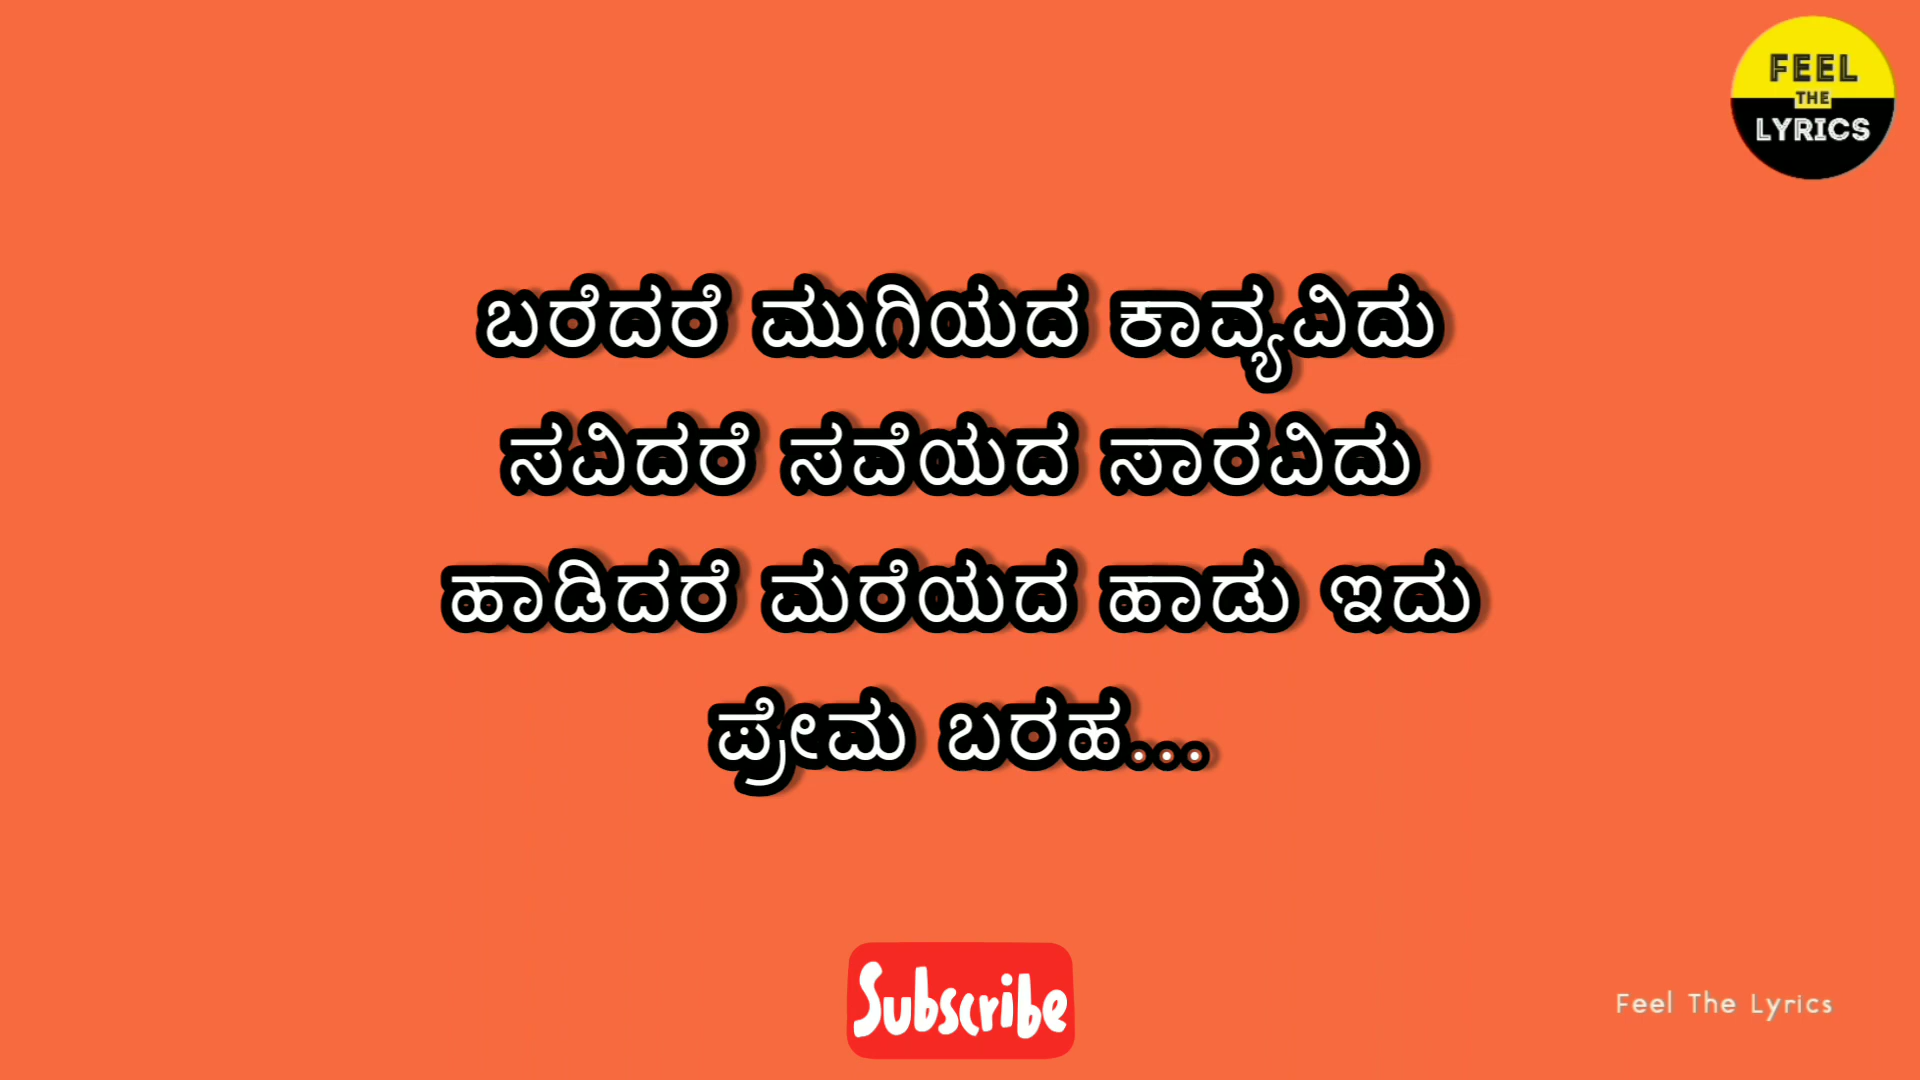 FEEL
THE
LYRICS
ಬರೆದರೆ ಮುಗಿಯದ ಕಾವ್ಯವಿದು
ಸವಿದರೆ ಸವೆಯದ ಸಾರವಿದು
ಹಾಡಿದರೆ ಮರೆಯದ ಹಾಡು ಇದು
ಪ್ರೇಮ ಬರಹ...
Subscribe
Feel The Lyrics